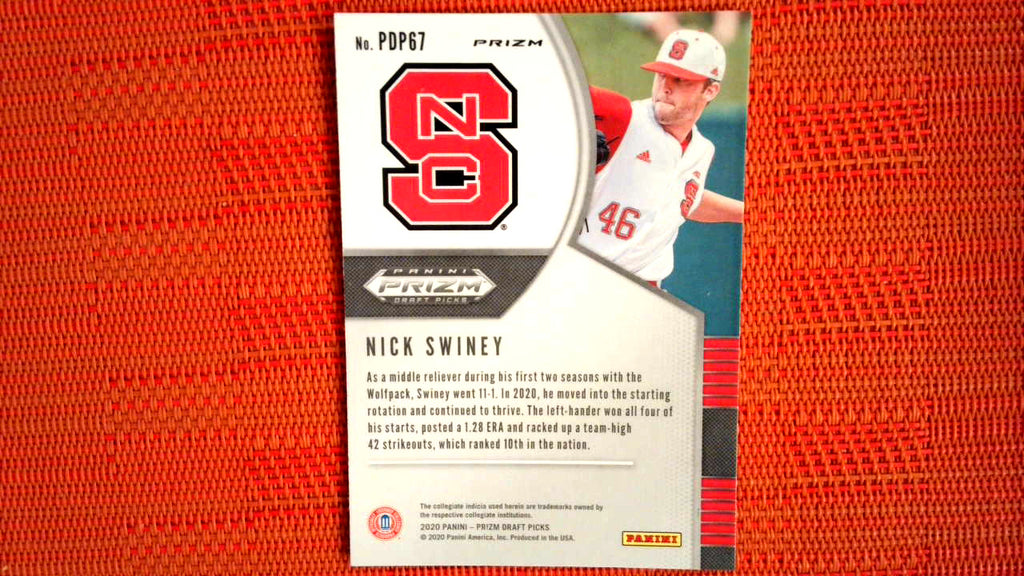 No. PDP67
PRIZM
NC
S
46
PANINI
PRIZM
DRAFT PICKS
NICK SWINEY
As a middle reliever during his first two seasons with the
Wolfpack, Swiney went 11-1. In 2020, he moved into the starting
rotation and continued to thrive. The left-hander won all four of
his starts, posted a 1.28 ERA and racked up a team-high
42 strikeouts, which ranked 10th in the nation.
The collegiate indicia used herein are trademarks owned by
the respective collegiate institutions.
2020 PANINI – PRIZM DRAFT PICKS
© 2020 Panini America, Inc. Produced in the USA.
PANINI